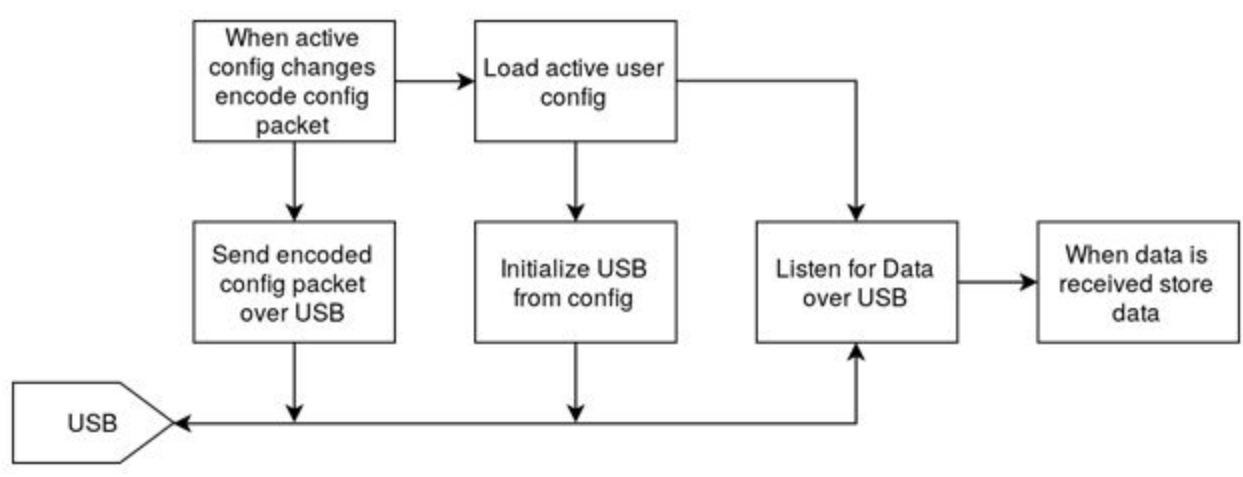 When active
config changes
encode config
packet
Load active user
config
Send encoded
config packet
over USB
Initialize USB
from config
Listen for Data
over USB
When data is
received store
data
USB